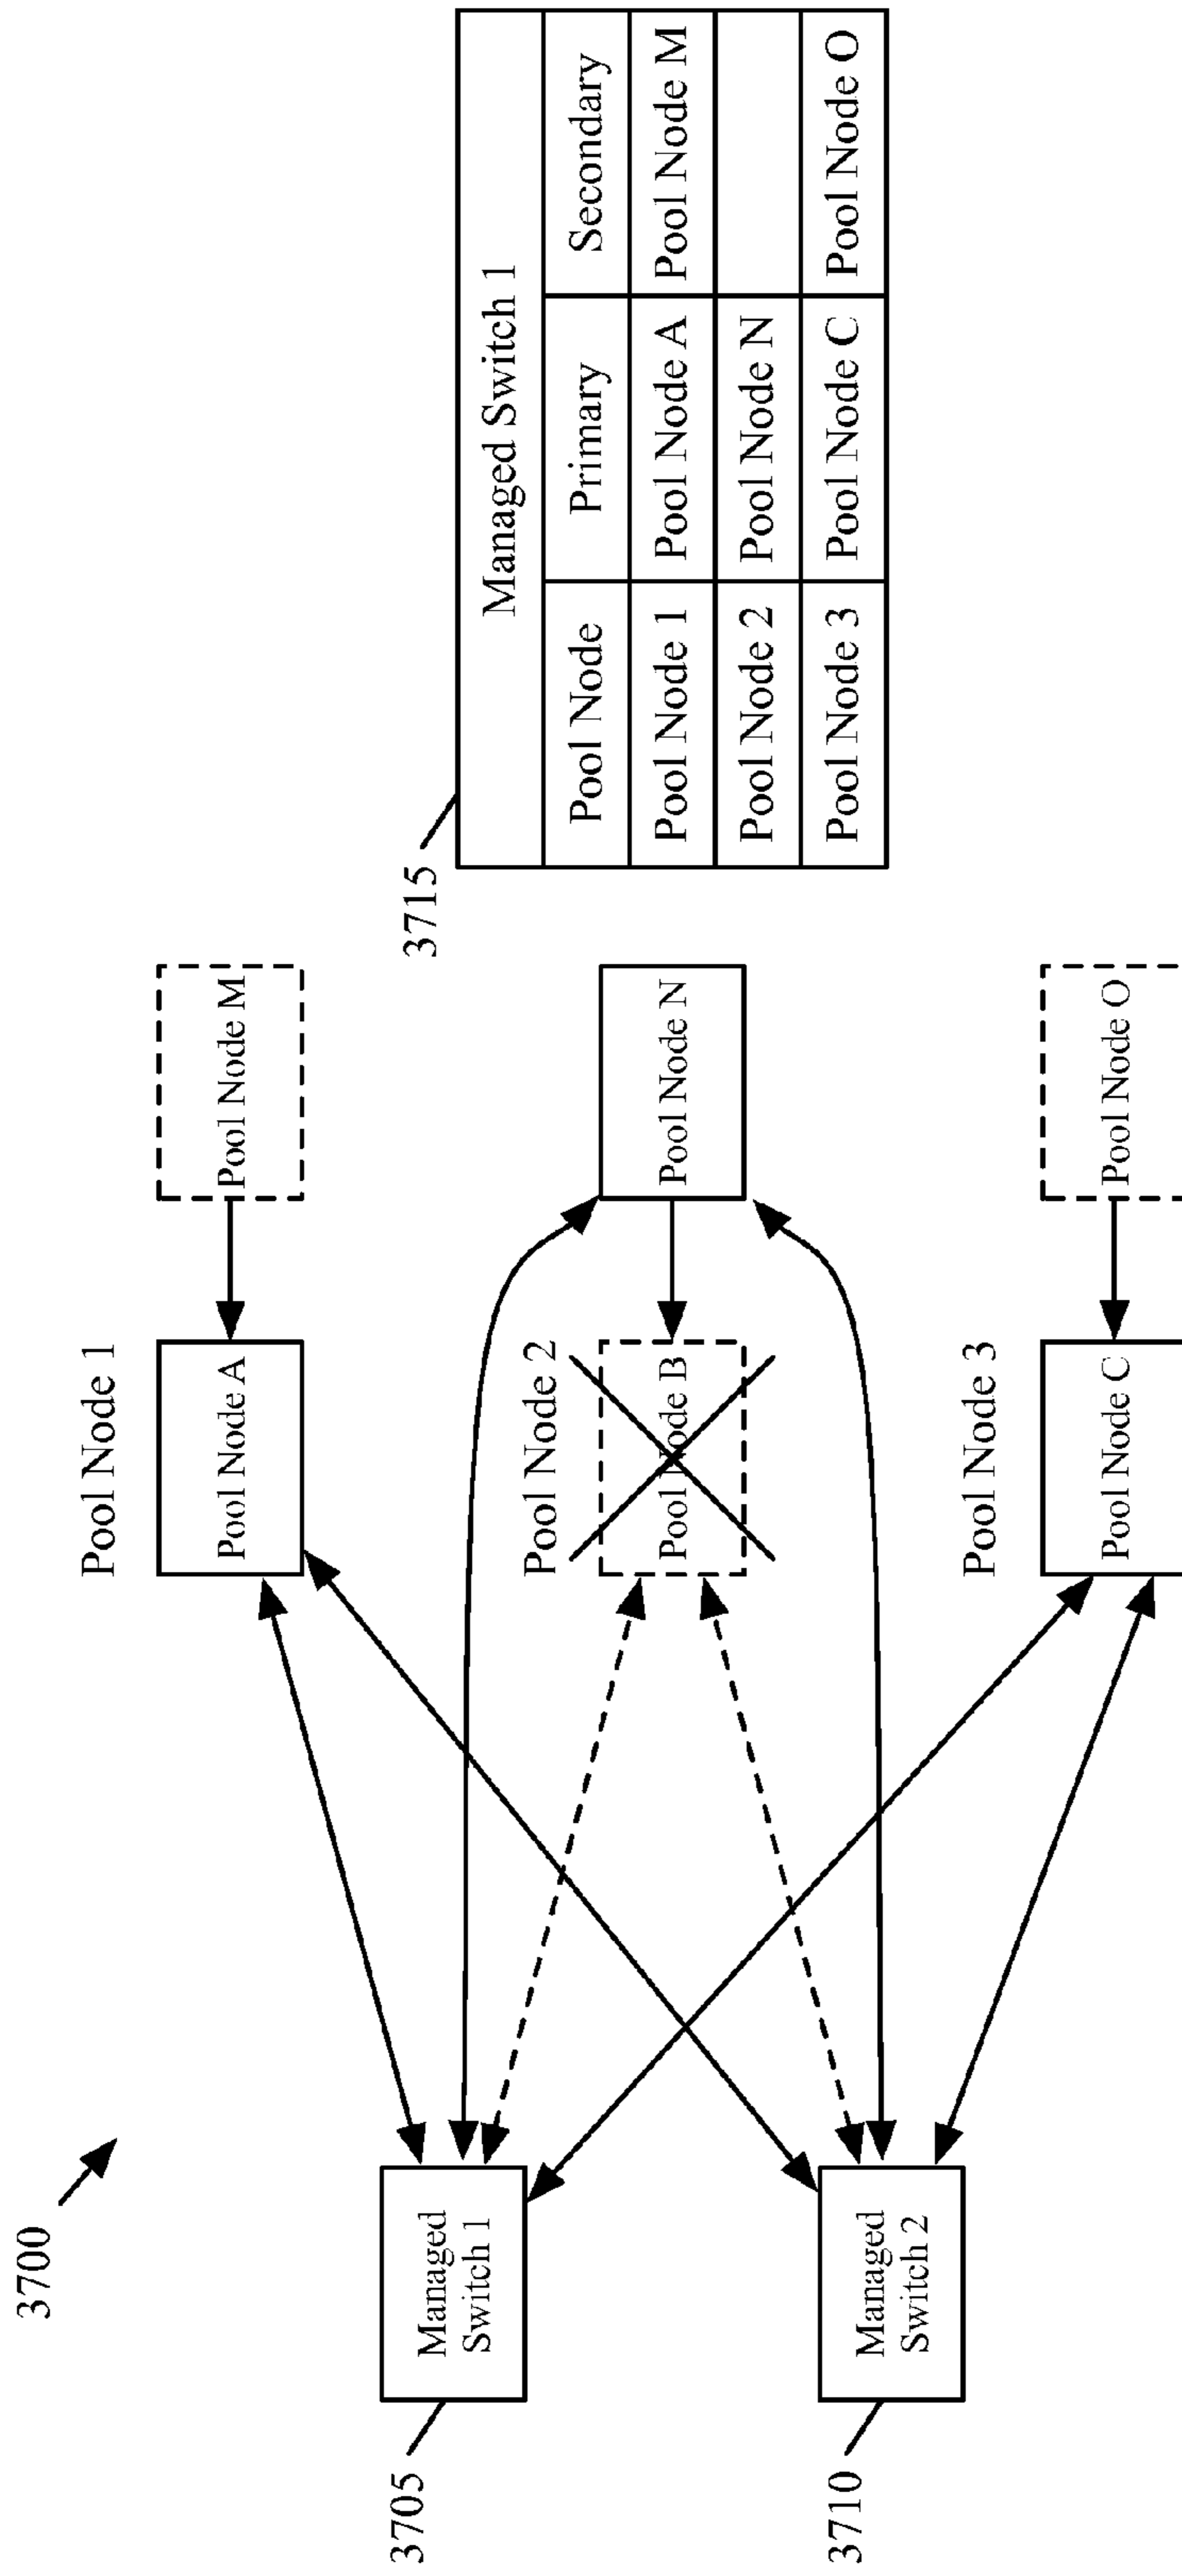 3700
3705
Managed
Switch 1
3710
Managed
Switch 2
Pool Node 1
Pool Node A
Pool Node M
Pool Node 2
Pool Node B
Pool Node N
Pool Node 3
Pool Node C
Pool Node O
3715
Managed Switch 1
Pool Node Primary Secondary
Pool Node 1 Pool Node A Pool Node M
Pool Node 2 Pool Node N
Pool Node 3 Pool Node C Pool Node O